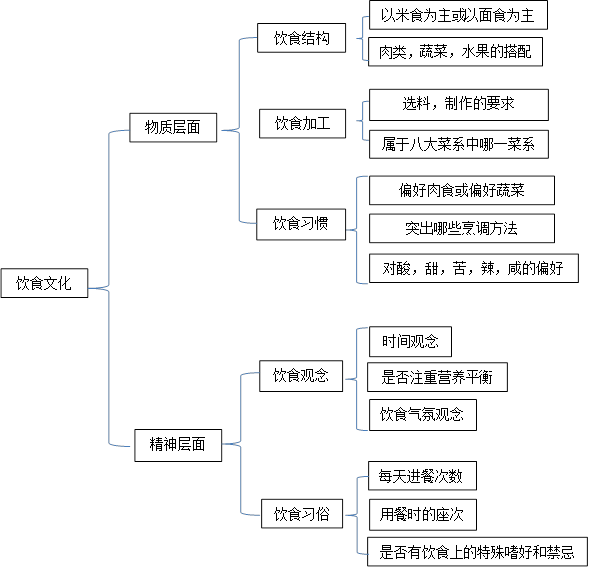 饮食文化
物质层面
饮食结构
以米食为主或以面食为主
肉类，蔬菜，水果的搭配
饮食加工
选料，制作的要求
属于八大菜系中哪一菜系
饮食习惯
偏好肉食或偏好蔬菜
突出哪些烹调方法
对酸，甜，苦，辣，咸的偏好
精神层面
饮食观念
时间观念
是否注重营养平衡
饮食气氛观念
饮食习俗
每天进餐次数
用餐时的座次
是否有饮食上的特殊嗜好和禁忌